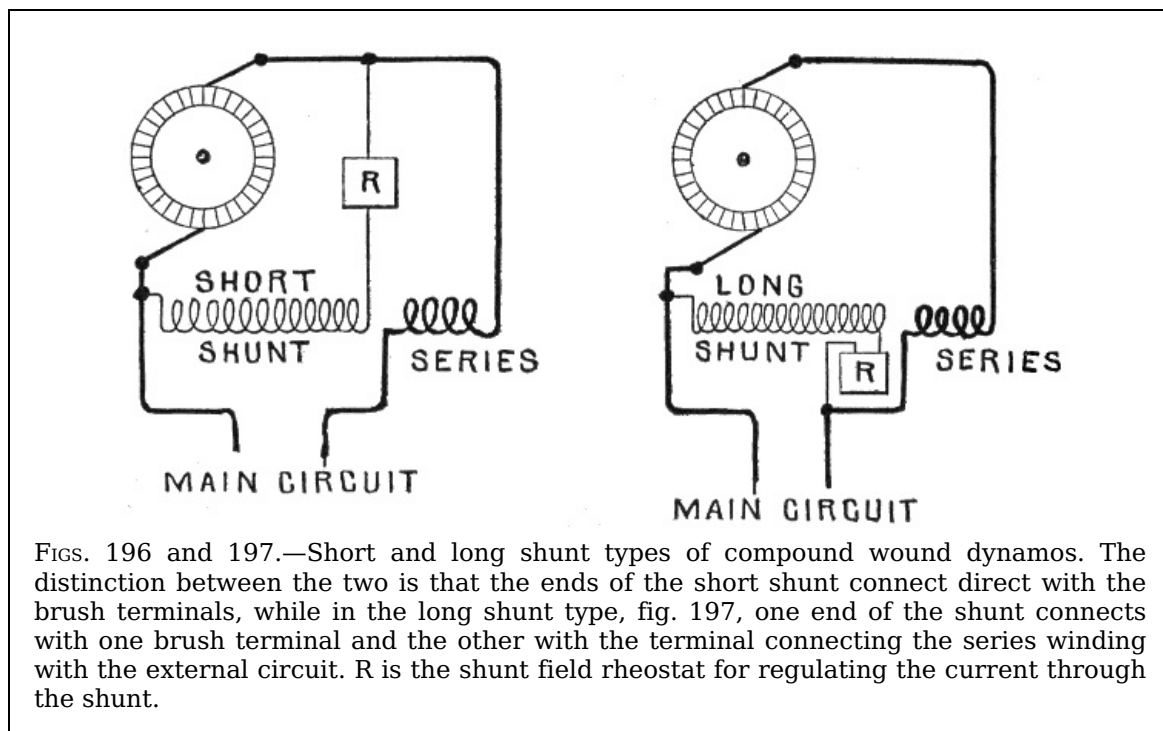 R
SHORT
SHUNT
SERIES
MAIN CIRCUIT
LONG
SHUNT
R
SERIES
MAIN CIRCUIT
FIGS. 196 and 197.—Short and long shunt types of compound wound dynamos. The
distinction between the two is that the ends of the short shunt connect direct with the
brush terminals, while in the long shunt type, fig. 197, one end of the shunt connects
with one brush terminal and the other with the terminal connecting the series winding
with the external circuit. R is the shunt field rheostat for regulating the current through
the shunt.